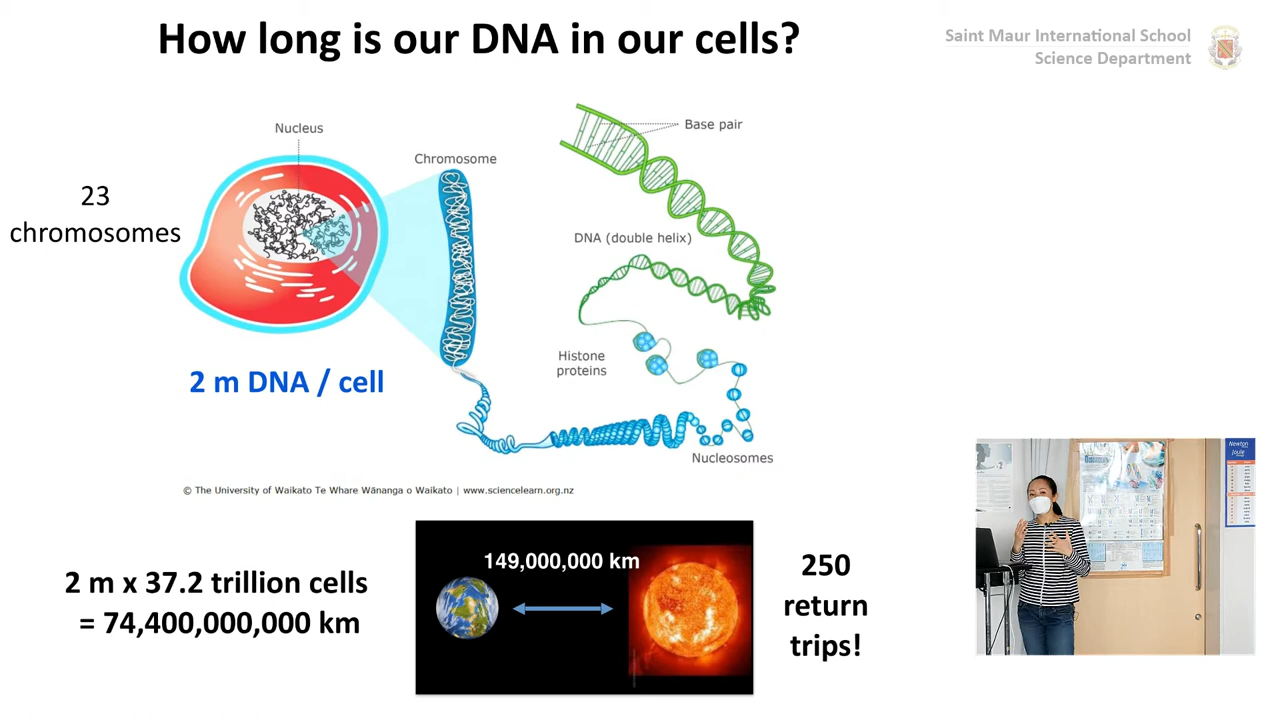 How long is our DNA in our cells?
Saint Maur International School
Science Department
Nucleus
Chromosome
Base pair
23
chromosomes
DNA (double helix)
Histone
proteins
2 m DNA / cell
Nucleosomes
© The University of Waikato Te Whare Wānanga o Waikato | www.sciencelearn.org.nz
149,000,000 km
2 m x 37.2 trillion cells
= 74,400,000,000 km
250
return
trips!
Newton
Joule